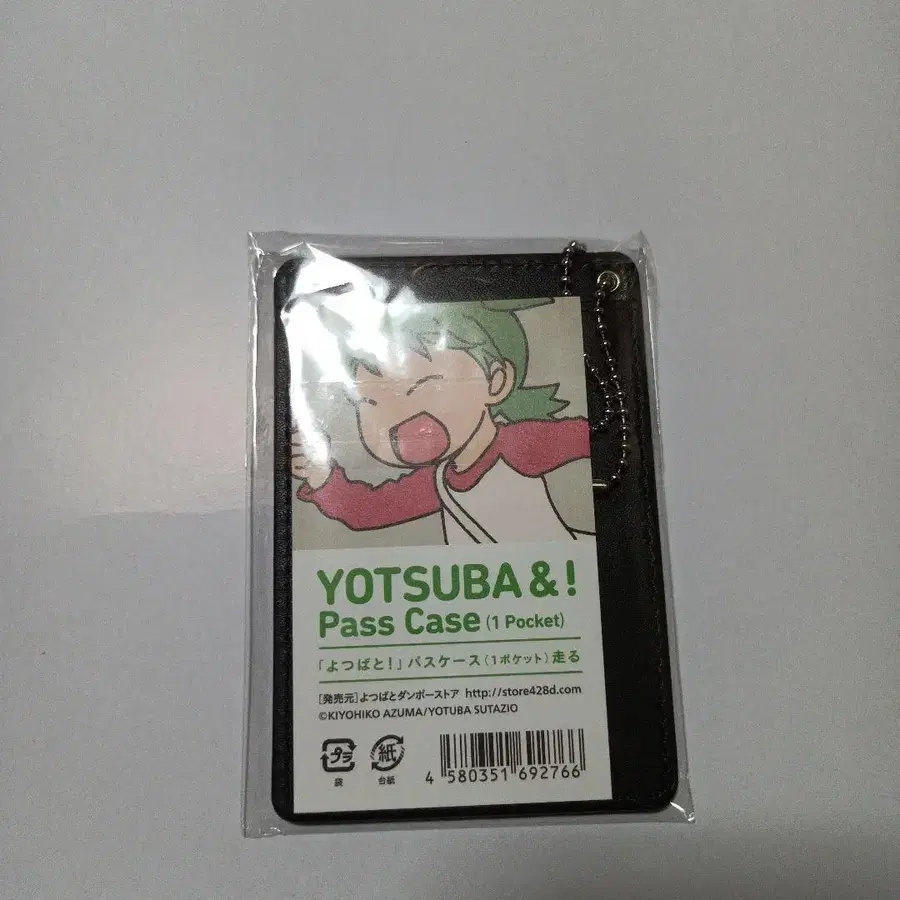 YOTSUBA&!
Pass Case (1 Pocket)
「よつばと!」パスケース(1ポケット)走る
[発売元]よつばとダンボーストア http://store428d.com
©KIYOHIKO AZUMA/YOTUBA SUTAZIO
プラ 紙
袋 台紙
4 580351 692766